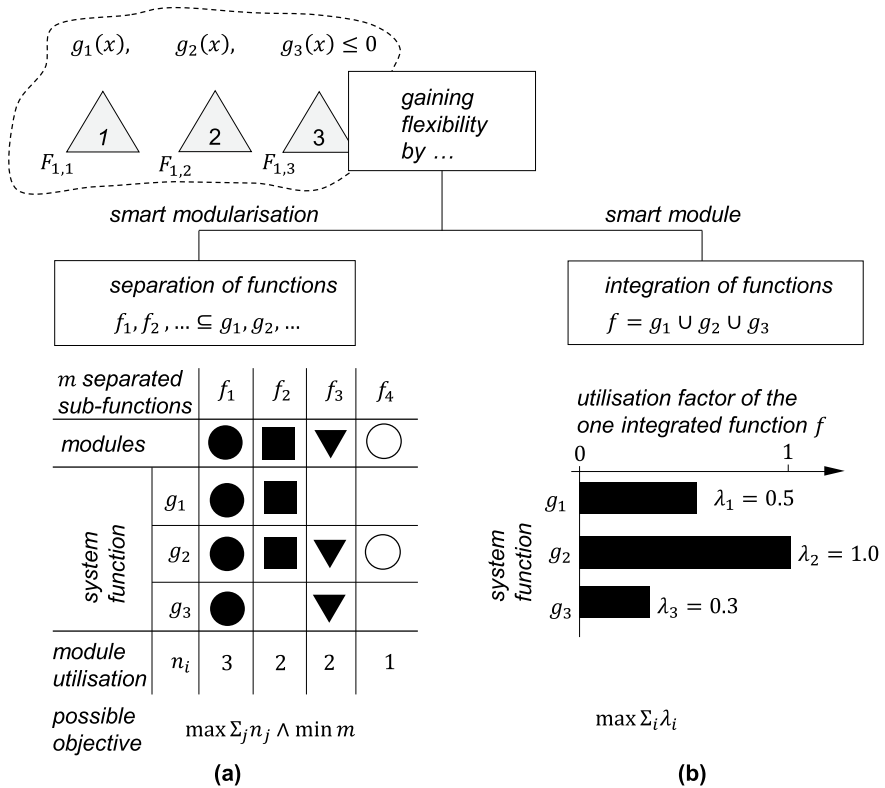 g₁(x), g₂(x), g₃(x) ≤ 0
1 2 3
F₁,₁ F₁,₂ F₁,₃
gaining
flexibility
by …
smart modularisation
smart module
separation of functions
f₁, f₂ , … ⊆ g₁, g₂, …
integration of functions
f = g₁ ∪ g₂ ∪ g₃
m separated
sub-functions
f₁ f₂ f₃ f₄
modules
system
function
g₁
g₂
g₃
module
utilisation
nᵢ 3 2 2 1
possible
objective
max Σⱼnⱼ ∧ min m
(a)
utilisation factor of the
one integrated function f
0 1
system
function
g₁ λ₁ = 0.5
g₂ λ₂ = 1.0
g₃ λ₃ = 0.3
max Σᵢλᵢ
(b)